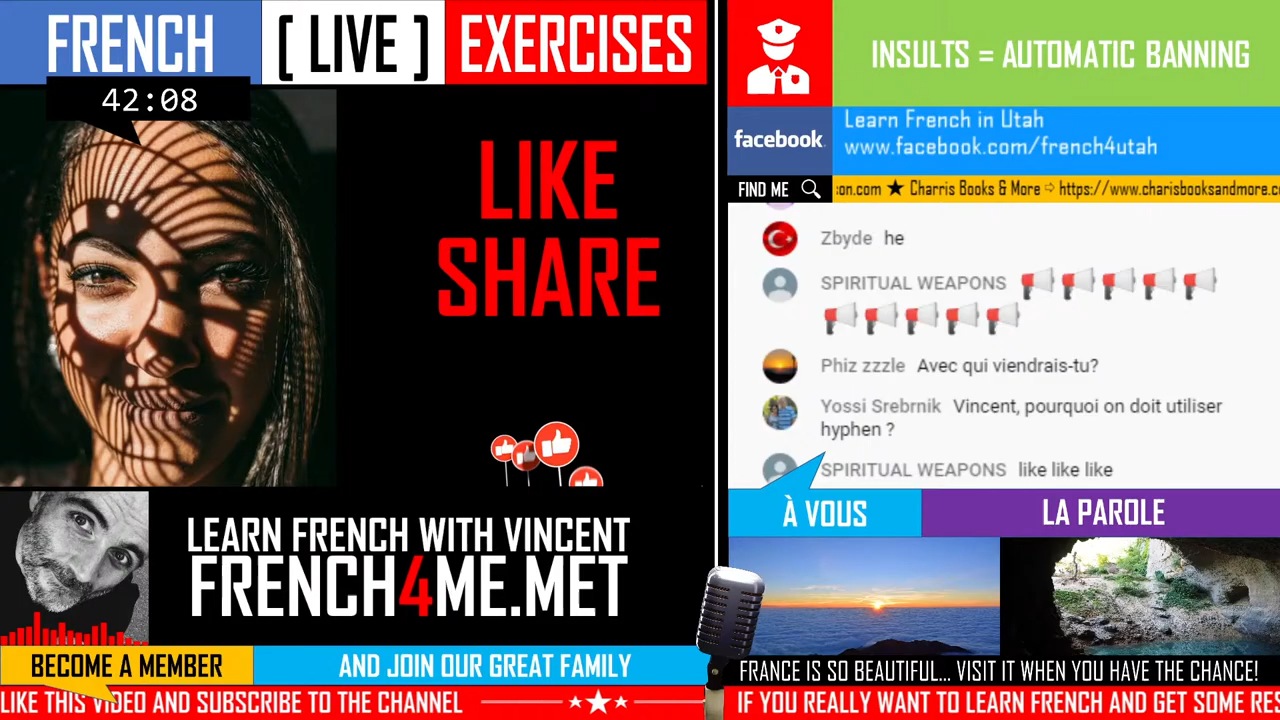 FRENCH [ LIVE ] EXERCISES
42:08
LIKE
SHARE
LEARN FRENCH WITH VINCENT
FRENCH4ME.MET
BECOME A MEMBER
AND JOIN OUR GREAT FAMILY
LIKE THIS VIDEO AND SUBSCRIBE TO THE CHANNEL
INSULTS = AUTOMATIC BANNING
facebook.
Learn French in Utah
www.facebook.com/french4utah
FIND ME
son.com ★ Charris Books & More ⇨ https://www.charisbooksandmore.c
Zbyde he
SPIRITUAL WEAPONS
Phiz zzzle Avec qui viendrais-tu?
Yossi Srebrnik Vincent, pourquoi on doit utiliser
hyphen ?
SPIRITUAL WEAPONS like like like
À VOUS
LA PAROLE
FRANCE IS SO BEAUTIFUL... VISIT IT WHEN YOU HAVE THE CHANCE!
IF YOU REALLY WANT TO LEARN FRENCH AND GET SOME RES